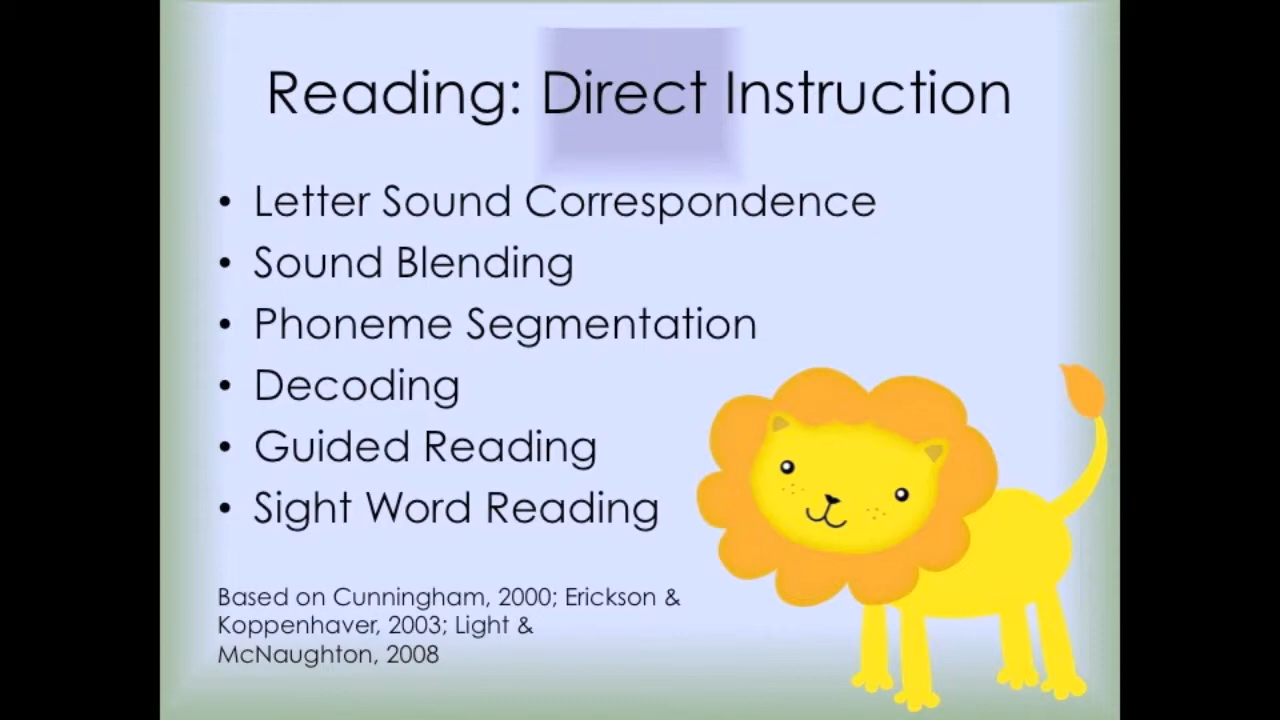 Reading: Direct Instruction
• Letter Sound Correspondence
• Sound Blending
• Phoneme Segmentation
• Decoding
• Guided Reading
• Sight Word Reading
Based on Cunningham, 2000; Erickson &
Koppenhaver, 2003; Light &
McNaughton, 2008